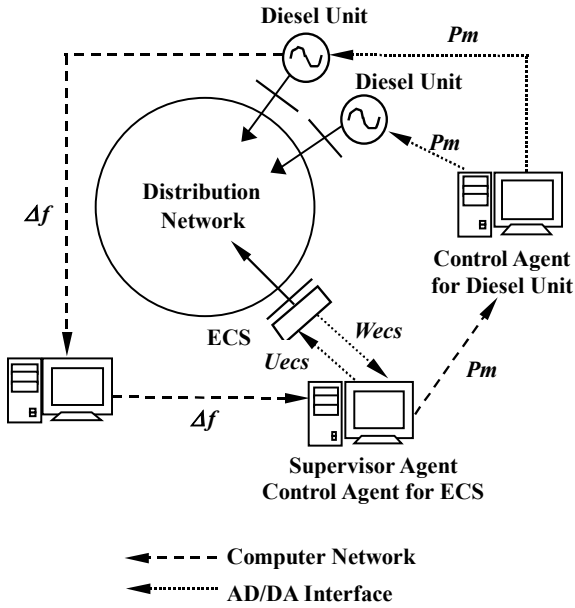 Diesel Unit
Pm
Diesel Unit
Pm
Distribution
Network
Δf
Control Agent
for Diesel Unit
ECS
Wecs
Uecs
Pm
Δf
Supervisor Agent
Control Agent for ECS
Computer Network
AD/DA Interface